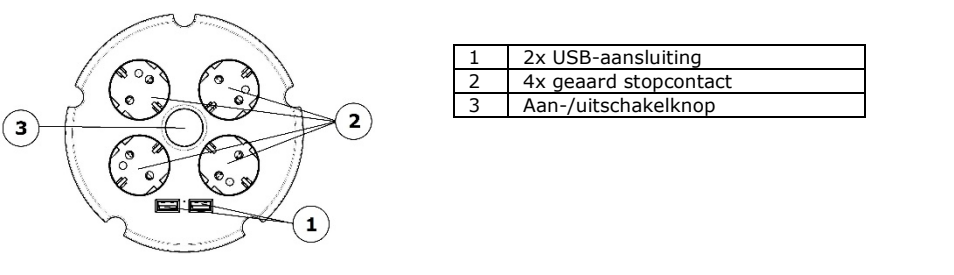 3
2
1
1 2x USB-aansluiting
2 4x geaard stopcontact
3 Aan-/uitschakelknop